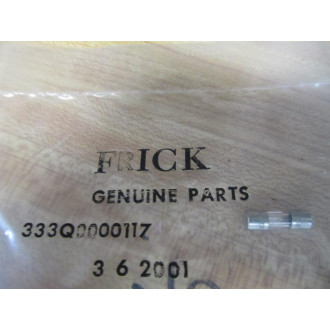 FRICK
GENUINE PARTS
333Q0000117
3 6 2001